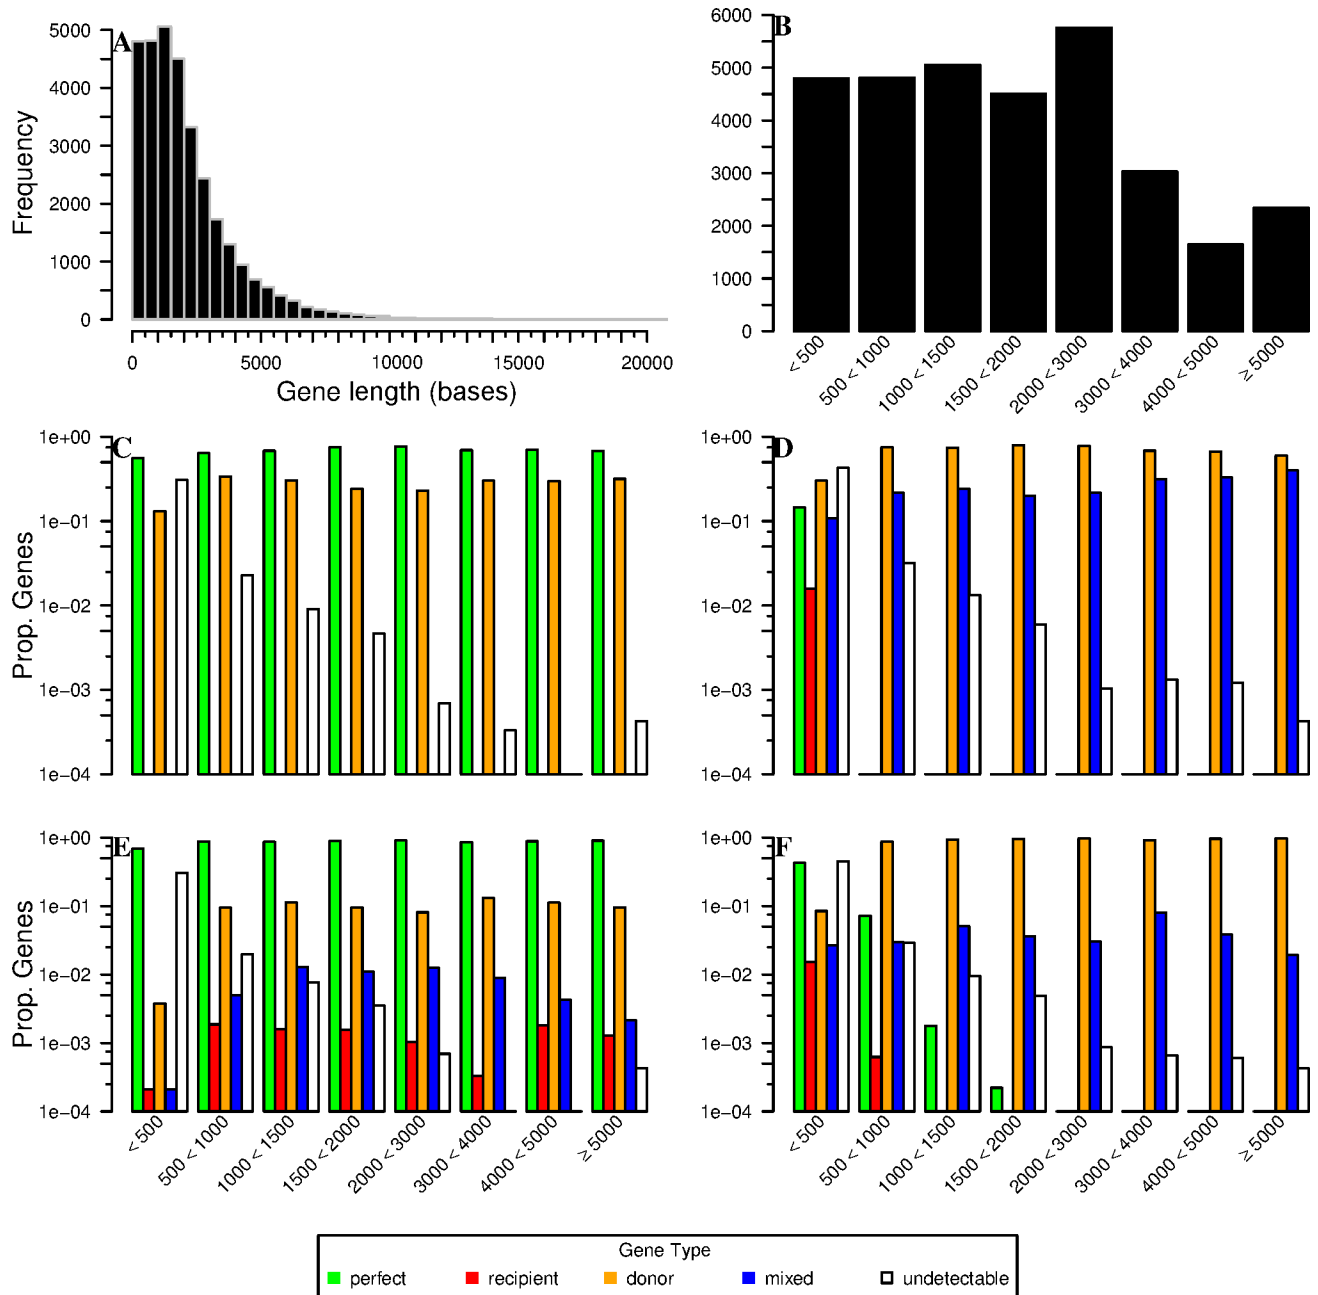 A
Frequency
5000
4000
3000
2000
1000
0
0
5000
10000
15000
20000
Gene length (bases)
B
6000
5000
4000
3000
2000
1000
0
< 500
500 < 1000
1000 < 1500
1500 < 2000
2000 < 3000
3000 < 4000
4000 < 5000
≥ 5000
C
Prop. Genes
1e+00
1e−01
1e−02
1e−03
1e−04
D
1e+00
1e−01
1e−02
1e−03
1e−04
E
Prop. Genes
1e+00
1e−01
1e−02
1e−03
1e−04
< 500
500 < 1000
1000 < 1500
1500 < 2000
2000 < 3000
3000 < 4000
4000 < 5000
≥ 5000
F
1e+00
1e−01
1e−02
1e−03
1e−04
< 500
500 < 1000
1000 < 1500
1500 < 2000
2000 < 3000
3000 < 4000
4000 < 5000
≥ 5000
Gene Type
perfect
recipient
donor
mixed
undetectable